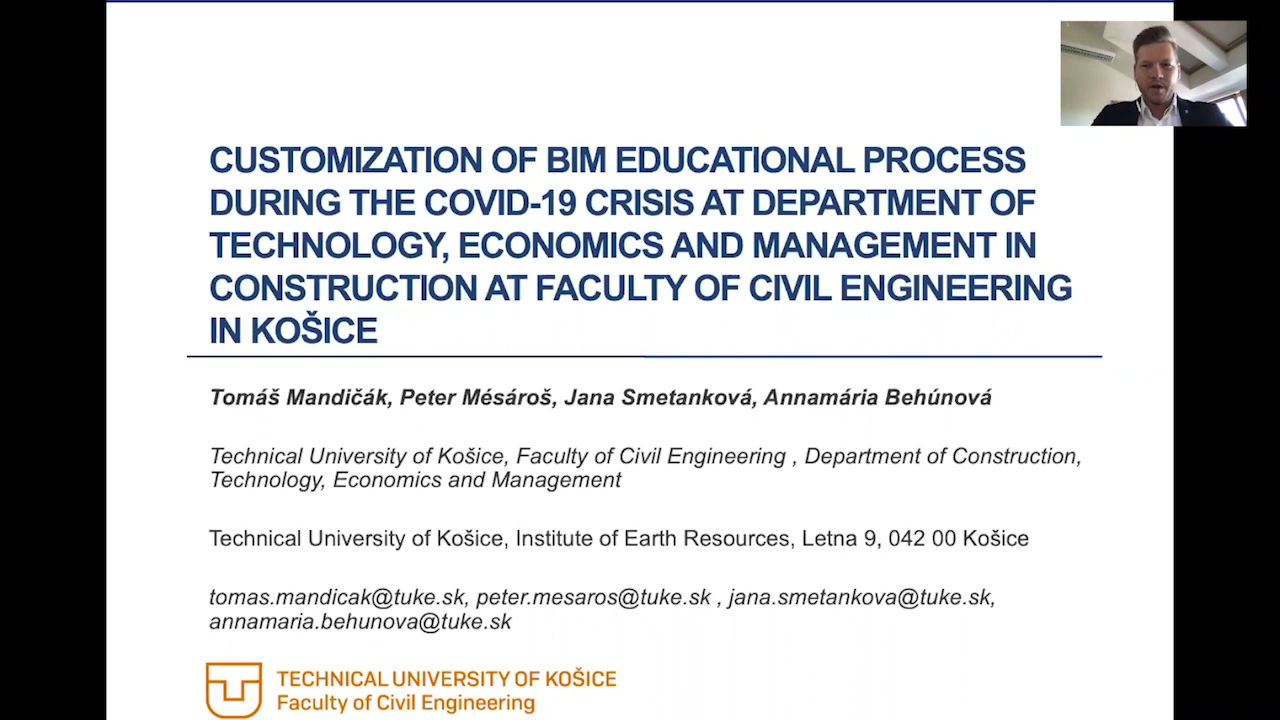 CUSTOMIZATION OF BIM EDUCATIONAL PROCESS
DURING THE COVID-19 CRISIS AT DEPARTMENT OF
TECHNOLOGY, ECONOMICS AND MANAGEMENT IN
CONSTRUCTION AT FACULTY OF CIVIL ENGINEERING
IN KOŠICE
Tomáš Mandičák, Peter Mésároš, Jana Smetanková, Annamária Behúnová
Technical University of Košice, Faculty of Civil Engineering , Department of Construction,
Technology, Economics and Management
Technical University of Košice, Institute of Earth Resources, Letna 9, 042 00 Košice
tomas.mandicak@tuke.sk, peter.mesaros@tuke.sk , jana.smetankova@tuke.sk,
annamaria.behunova@tuke.sk
TECHNICAL UNIVERSITY OF KOŠICE
Faculty of Civil Engineering